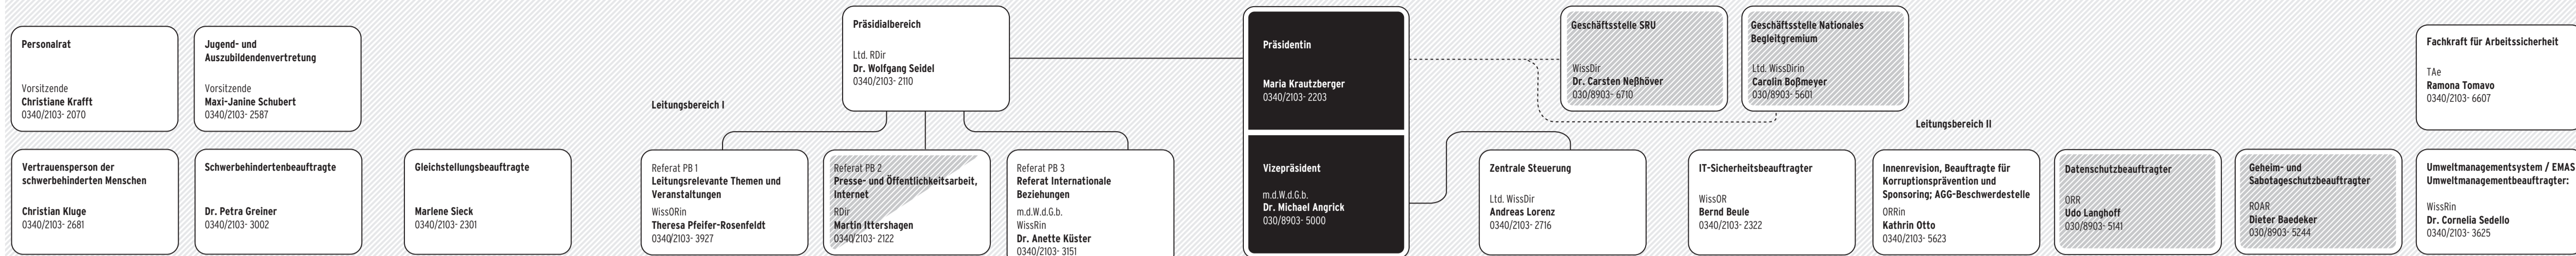 Personalrat
Vorsitzende
Christiane Krafft
0340/2103- 2070
Jugend- und
Auszubildendenvertretung
Vorsitzende
Maxi-Janine Schubert
0340/2103- 2587
Präsidialbereich
Ltd. RDir
Dr. Wolfgang Seidel
0340/2103- 2110
Leitungsbereich I
Präsidentin
Maria Krautzberger
0340/2103- 2203
Geschäftsstelle SRU
WissDir
Dr. Carsten Neßhöver
030/8903- 6710
Geschäftsstelle Nationales
Begleitgremium
Ltd. WissDirin
Carolin Boßmeyer
030/8903- 5601
Leitungsbereich II
Fachkraft für Arbeitssicherheit
TAe
Ramona Tomavo
0340/2103- 6607
Vertrauensperson der
schwerbehinderten Menschen
Christian Kluge
0340/2103- 2681
Schwerbehindertenbeauftragte
Dr. Petra Greiner
0340/2103- 3002
Gleichstellungsbeauftragte
Marlene Sieck
0340/2103- 2301
Referat PB 1
Leitungsrelevante Themen und
Veranstaltungen
WissORin
Theresa Pfeifer-Rosenfeldt
0340/2103- 3927
Referat PB 2
Presse- und Öffentlichkeitsarbeit,
Internet
RDir
Martin Ittershagen
0340/2103- 2122
Referat PB 3
Referat Internationale
Beziehungen
m.d.W.d.G.b.
WissRin
Dr. Anette Küster
0340/2103- 3151
Vizepräsident
m.d.W.d.G.b.
Dr. Michael Angrick
030/8903- 5000
Zentrale Steuerung
Ltd. WissDir
Andreas Lorenz
0340/2103- 2716
IT-Sicherheitsbeauftragter
WissOR
Bernd Beule
0340/2103- 2322
Innenrevision, Beauftragte für
Korruptionsprävention und
Sponsoring; AGG-Beschwerdestelle
ORRin
Kathrin Otto
0340/2103- 5623
Datenschutzbeauftragter
ORR
Udo Langhoff
030/8903- 5141
Geheim- und
Sabotageschutzbeauftragter
ROAR
Dieter Baedeker
030/8903- 5244
Umweltmanagementsystem / EMAS
Umweltmanagementbeauftragter:
WissRin
Dr. Cornelia Sedello
0340/2103- 3625